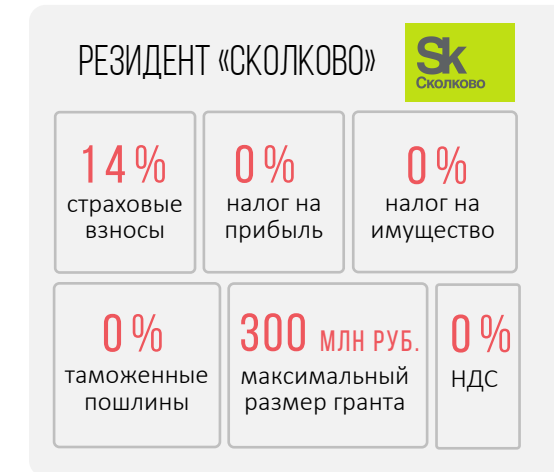 РЕЗИДЕНТ «СКОЛКОВО»
Sk
Сколково
14%
страховые
взносы
0%
налог на
прибыль
0%
налог на
имущество
0%
таможенные
пошлины
300 МЛН РУБ.
максимальный
размер гранта
0%
НДС